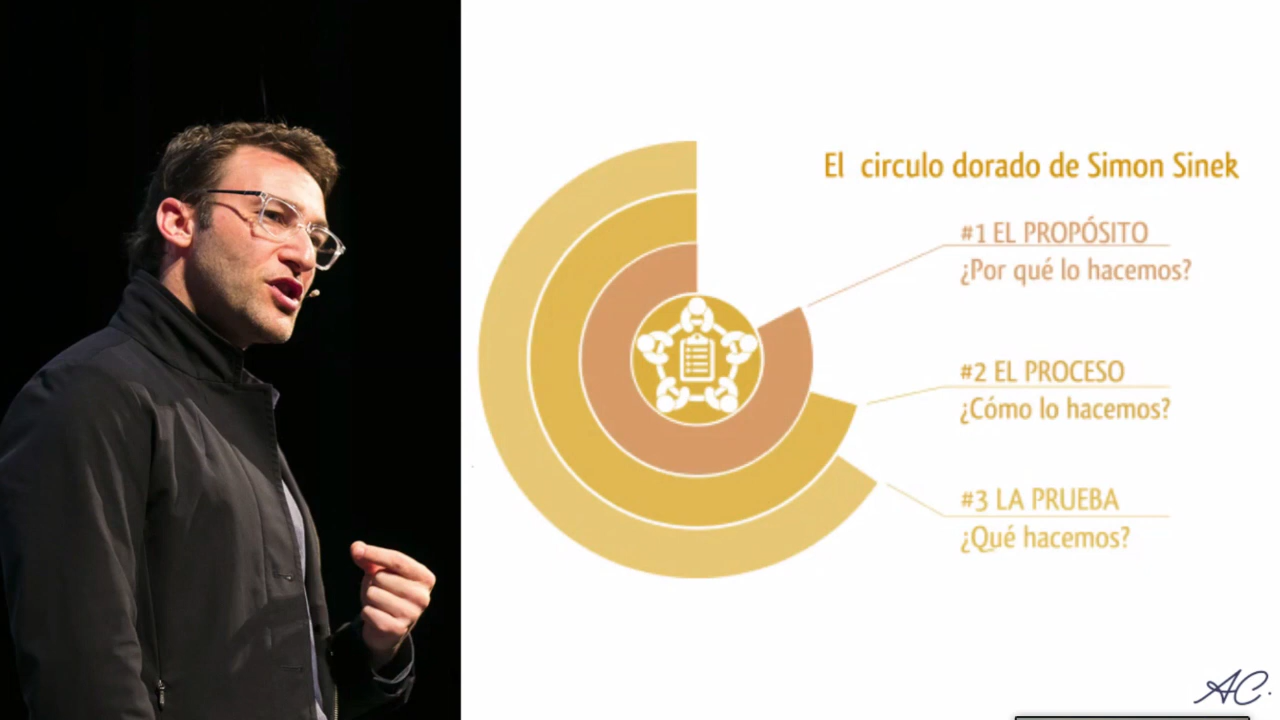 El circulo dorado de Simon Sinek
#1 EL PROPÓSITO
¿Por qué lo hacemos?
#2 EL PROCESO
¿Cómo lo hacemos?
#3 LA PRUEBA
¿Qué hacemos?
AC.